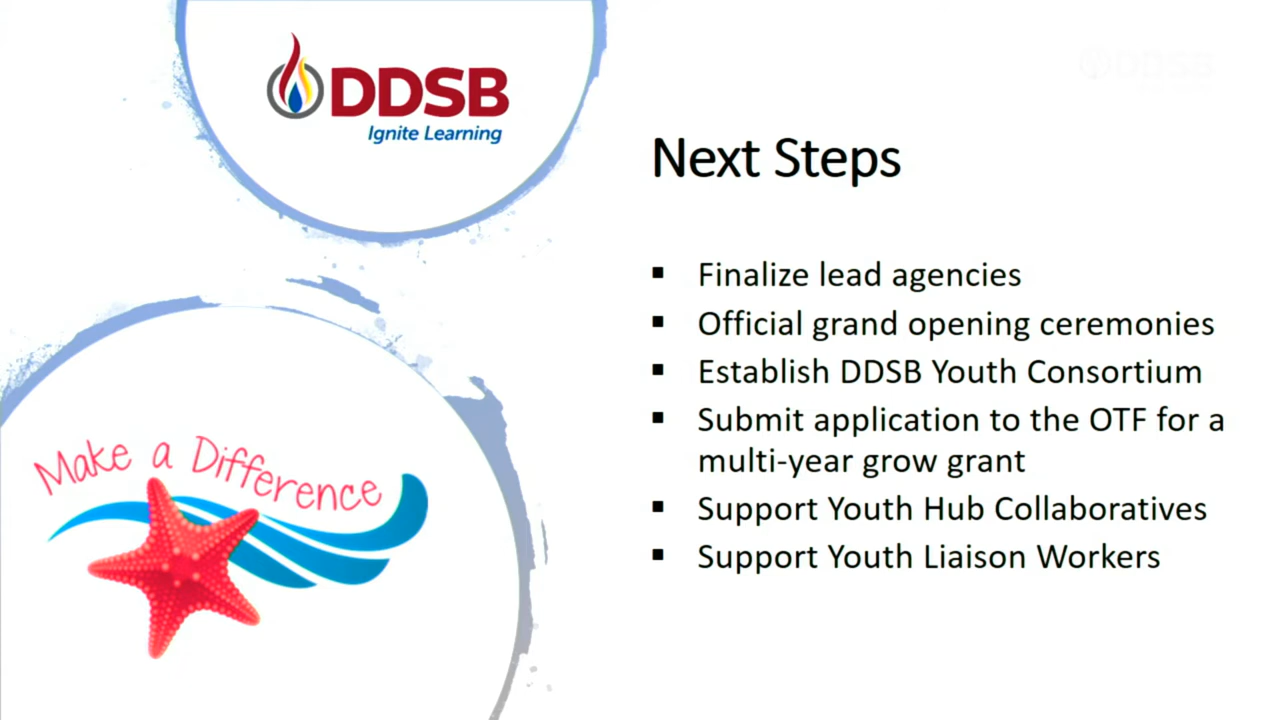 DDSB
Ignite Learning
DDSB
Next Steps
▪ Finalize lead agencies
▪ Official grand opening ceremonies
▪ Establish DDSB Youth Consortium
▪ Submit application to the OTF for a
multi-year grow grant
▪ Support Youth Hub Collaboratives
▪ Support Youth Liaison Workers
Make a Difference